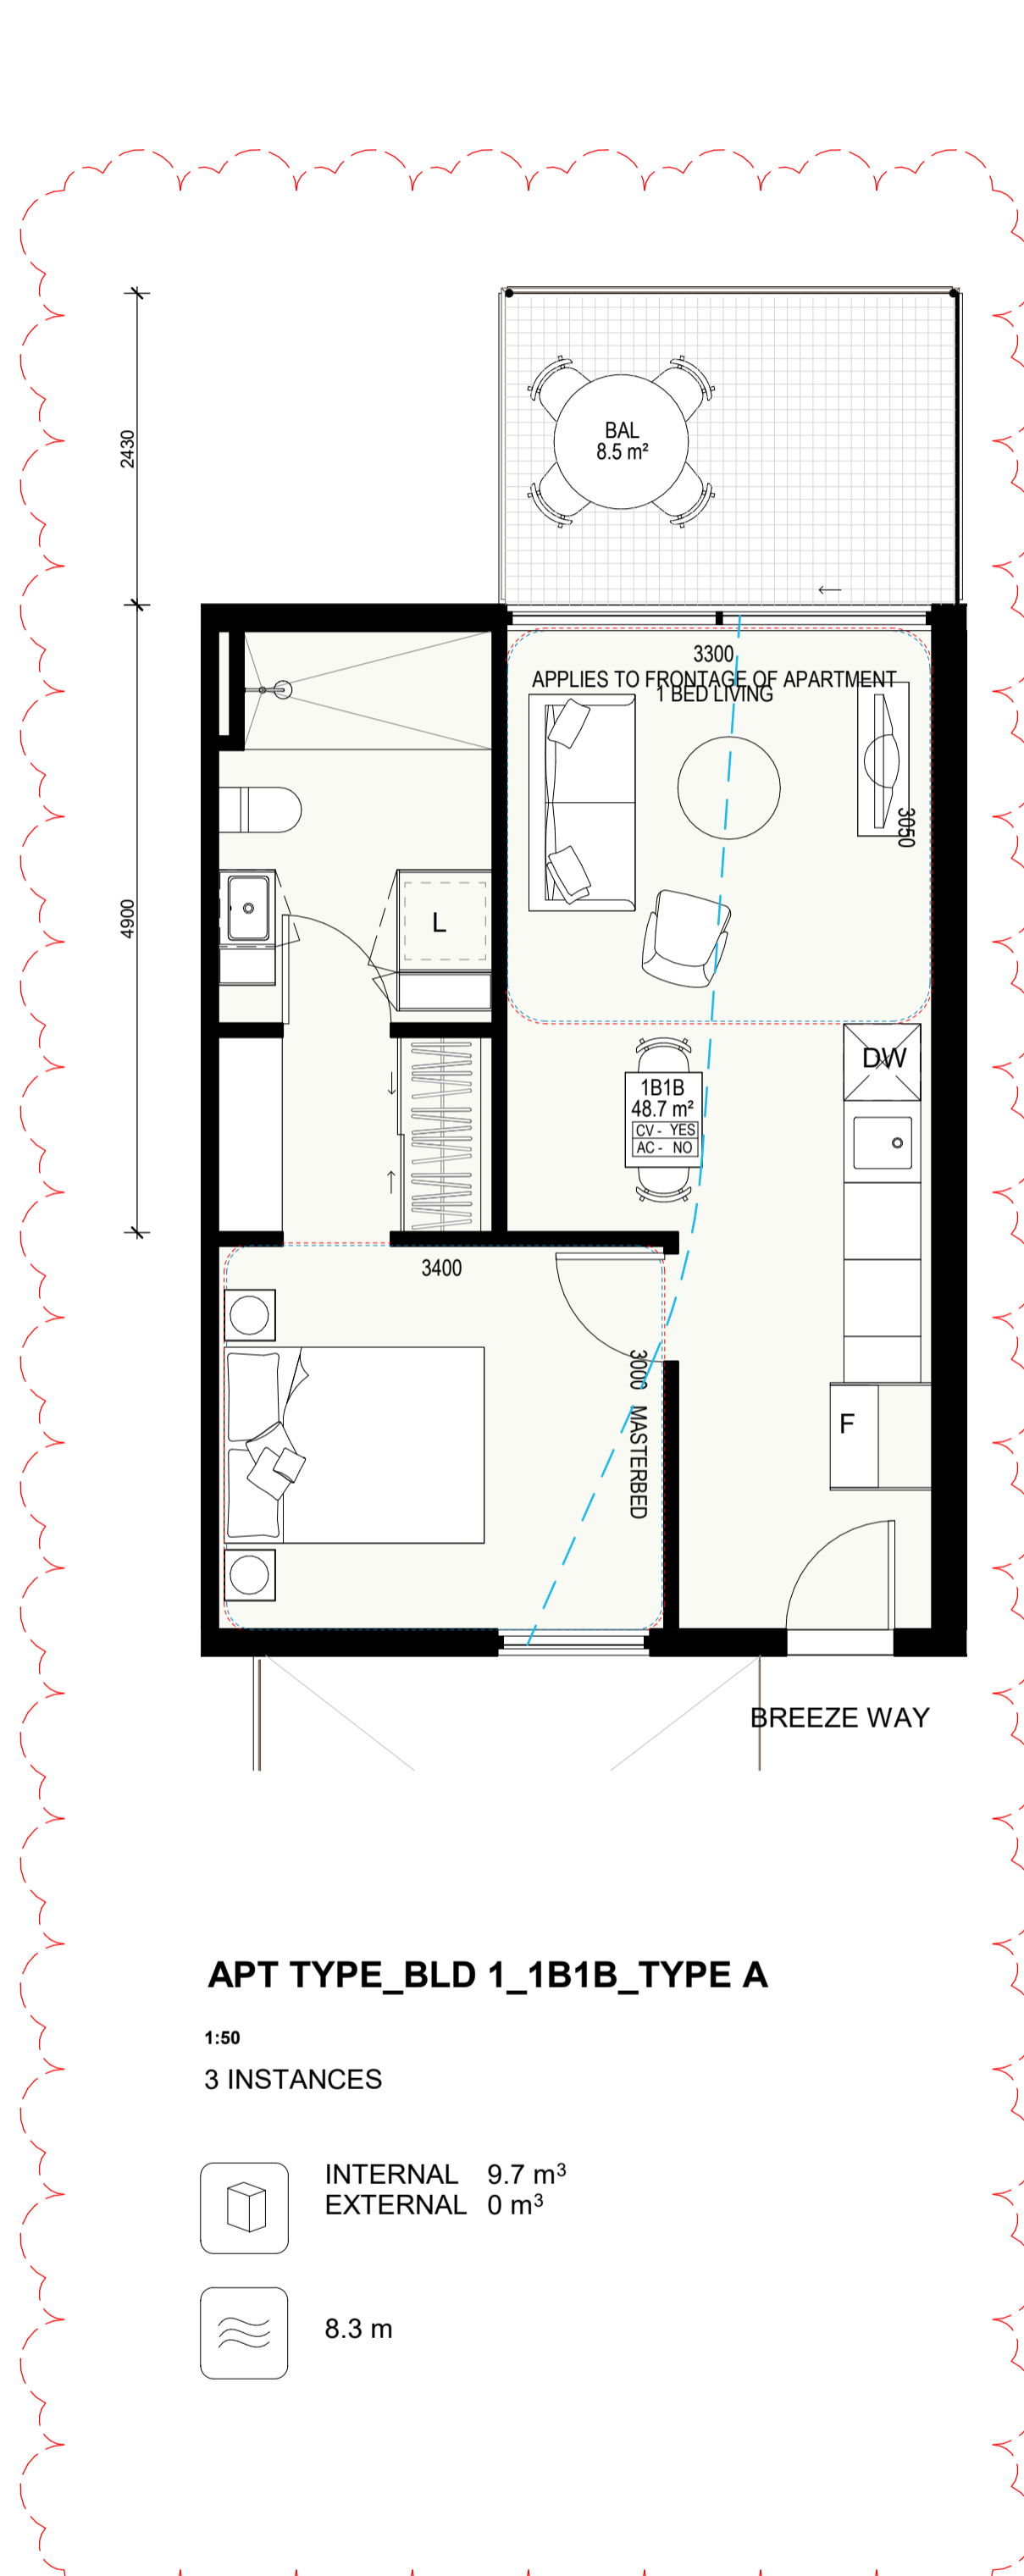 2430
BAL
8.5 m²
3300
APPLIES TO FRONTAGE OF APARTMENT
1 BED LIVING
3050
4900
L
DW
1B1B
48.7 m²
CV - YES
AC - NO
3400
3000 MASTERBED
F
BREEZE WAY
APT TYPE_BLD 1_1B1B_TYPE A
1:50
3 INSTANCES
INTERNAL 9.7 m³
EXTERNAL 0 m³
8.3 m